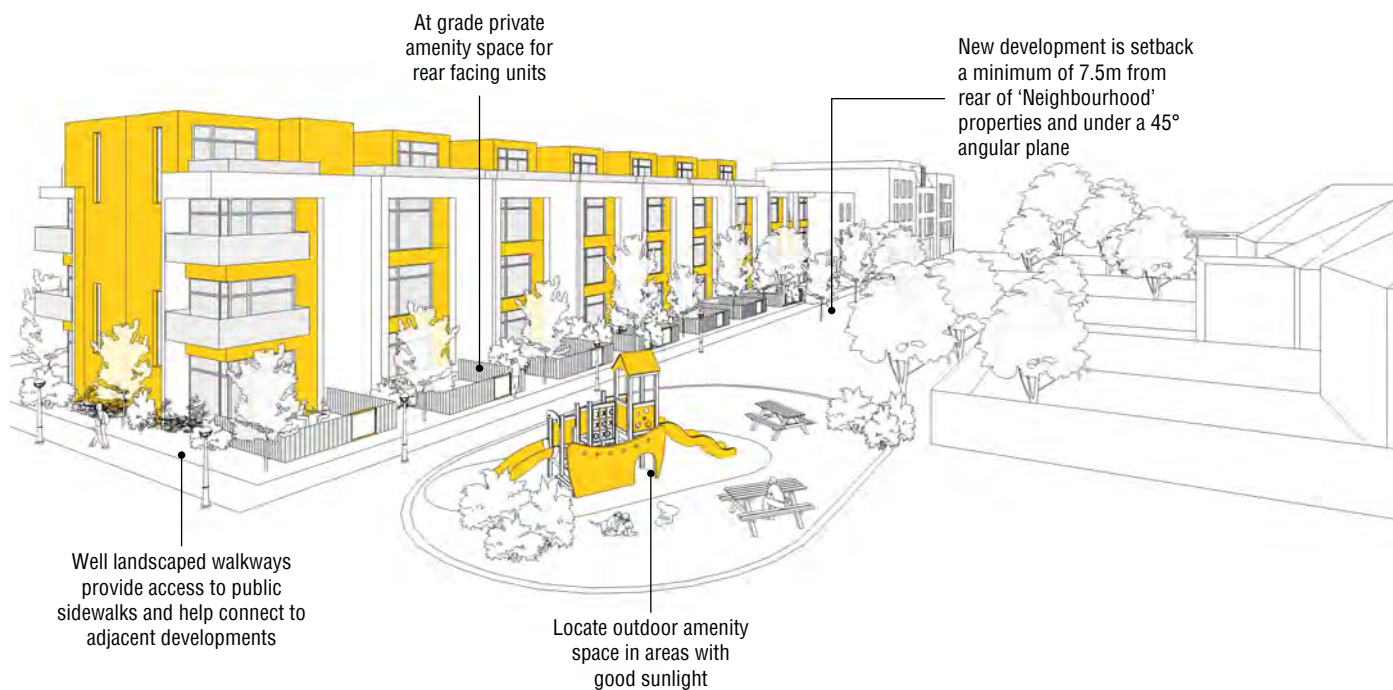 At grade private
amenity space for
rear facing units
New development is setback
a minimum of 7.5m from
rear of ‘Neighbourhood’
properties and under a 45°
angular plane
Well landscaped walkways
provide access to public
sidewalks and help connect to
adjacent developments
Locate outdoor amenity
space in areas with
good sunlight